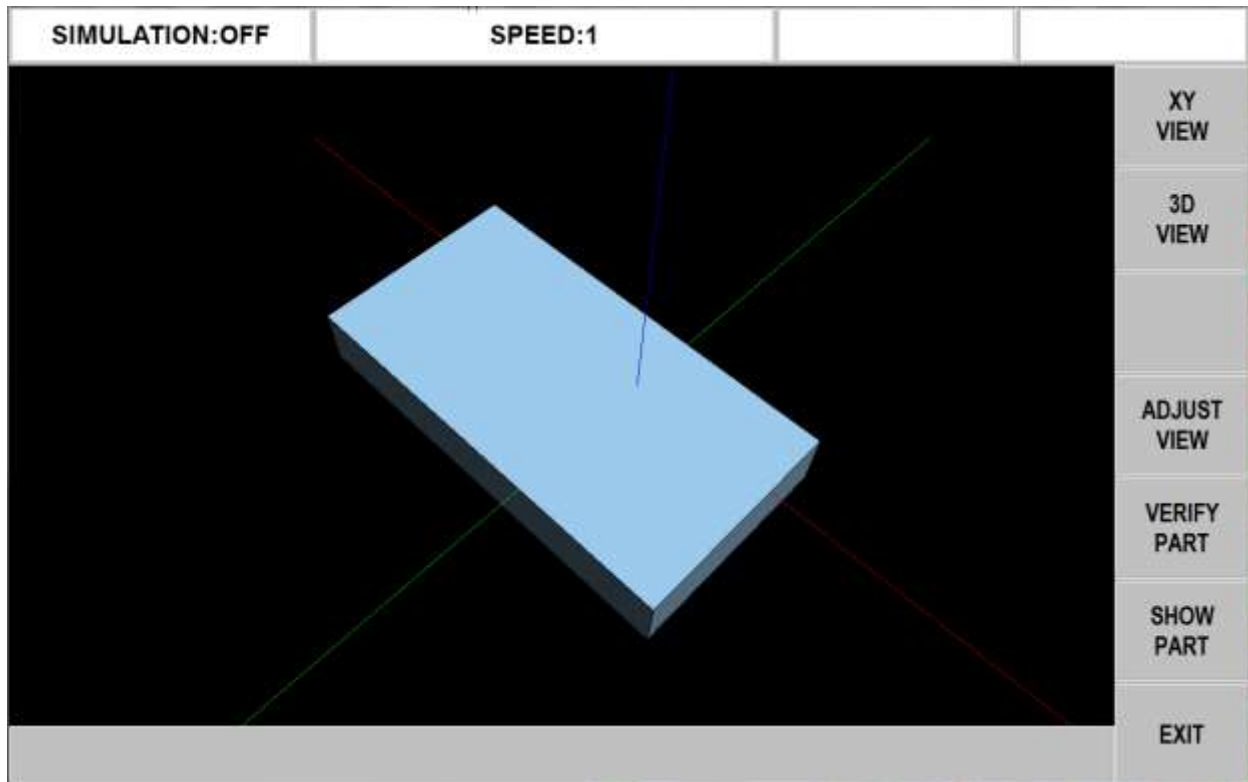 SIMULATION:OFF
SPEED:1
XY
VIEW
3D
VIEW
ADJUST
VIEW
VERIFY
PART
SHOW
PART
EXIT